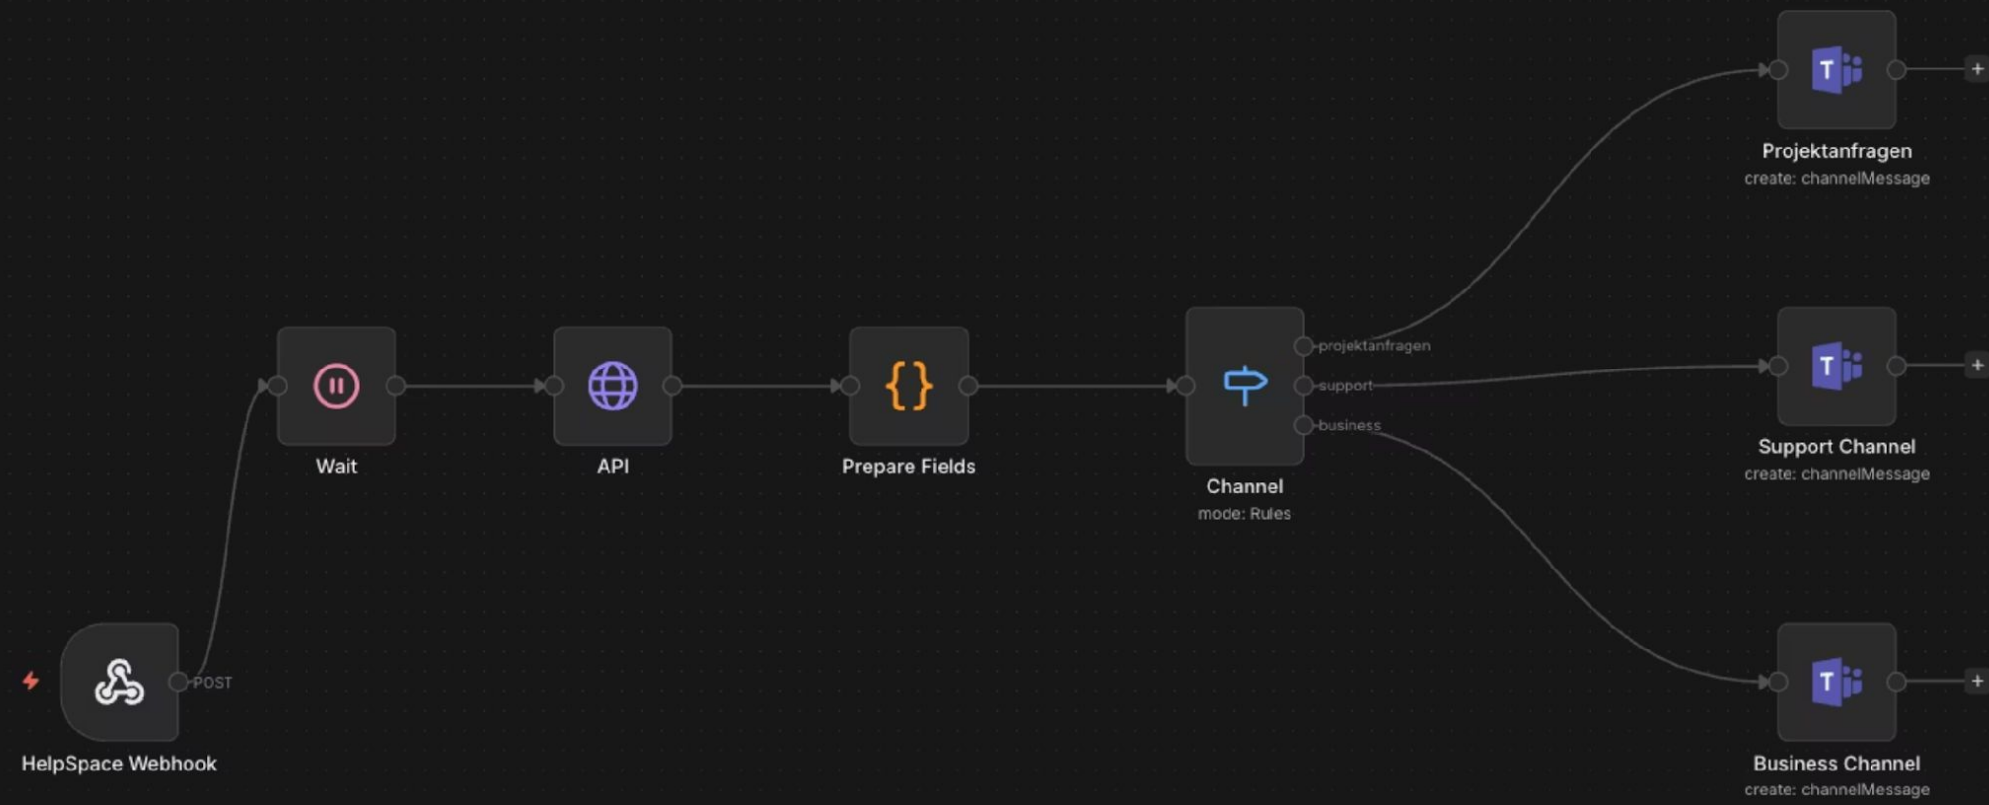 T
Projektanfragen
create: channelMessage
projektanfragen
support
business
T
Support Channel
create: channelMessage
Wait
API
{}
Prepare Fields
Channel
mode: Rules
POST
HelpSpace Webhook
T
Business Channel
create: channelMessage